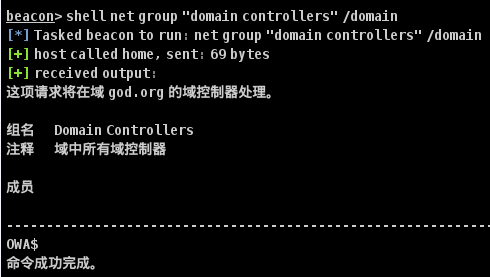 beacon> shell net group "domain controllers" /domain
[*] Tasked beacon to run: net group "domain controllers" /domain
[+] host called home, sent: 69 bytes
[+] received output:
这项请求将在域 god.org 的域控制器处理。
组名 Domain Controllers
注释 域中所有域控制器
成员
-------------------------------------------------------------------------------
OWA$
命令成功完成。